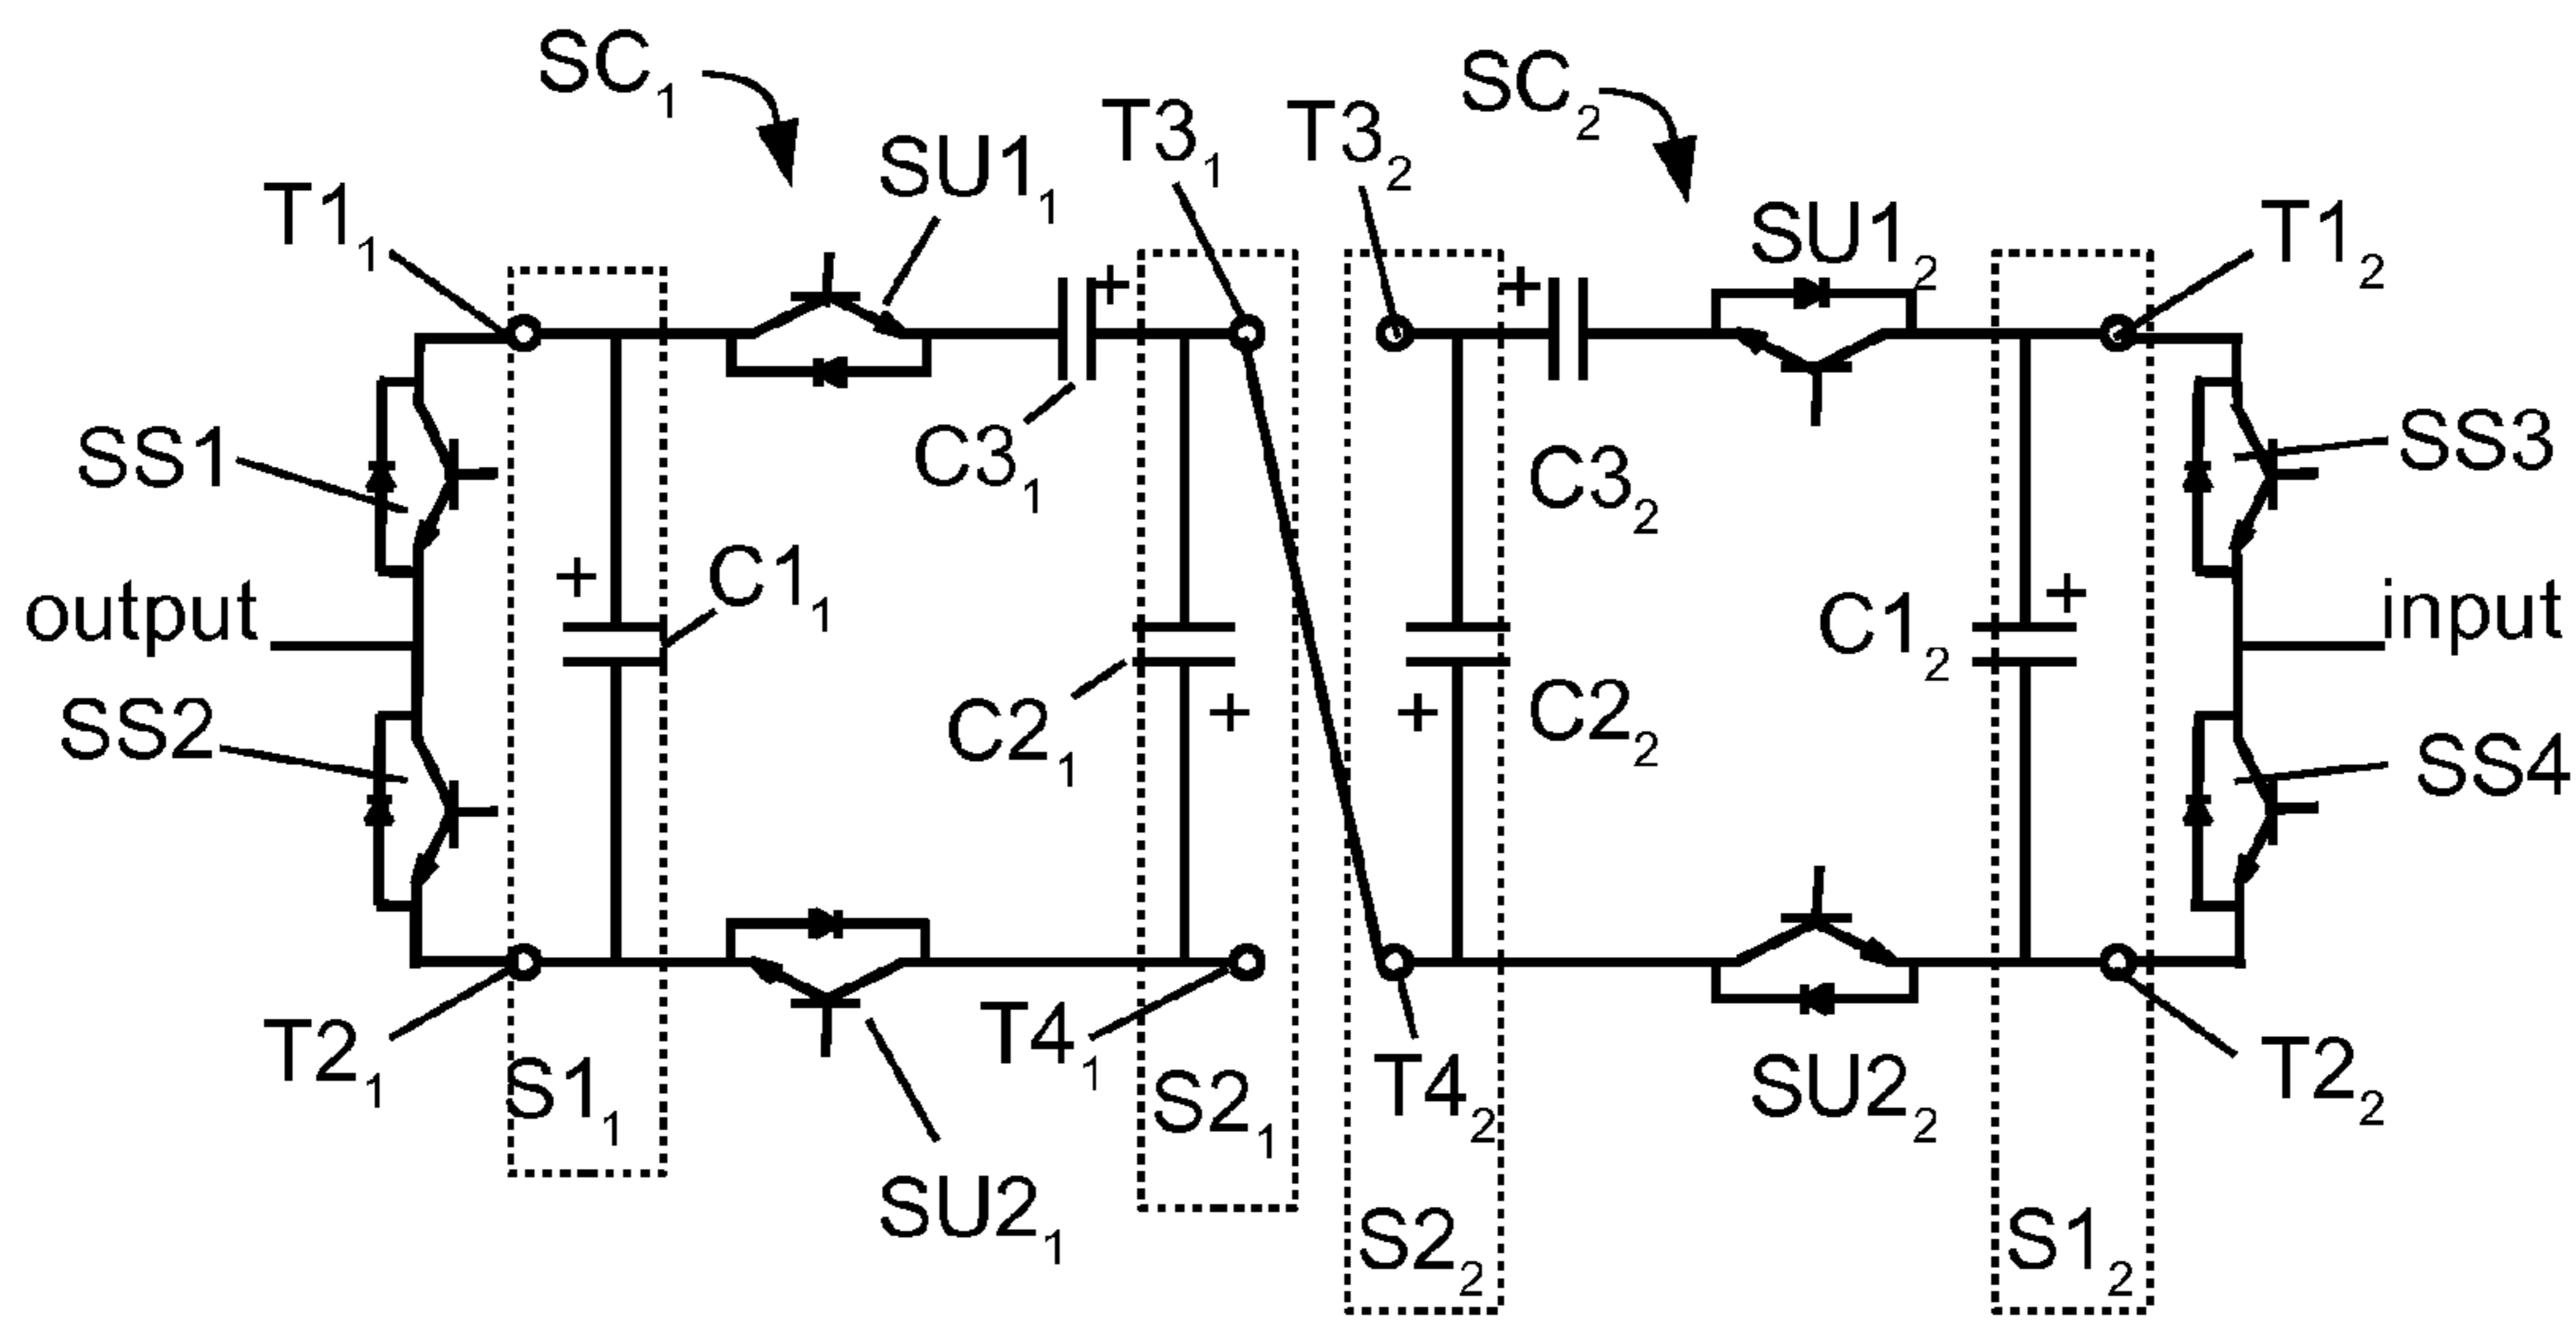 SC1
SC2
T31
T32
SU11
T11
SU12
T12
+
+
SS1
C31
SS3
C32
+
C11
+
output
C12
input
SS2
C21
+
+
C22
SS4
T21
S11
T41
S21
T42
SU22
T22
SU21
S22
S12